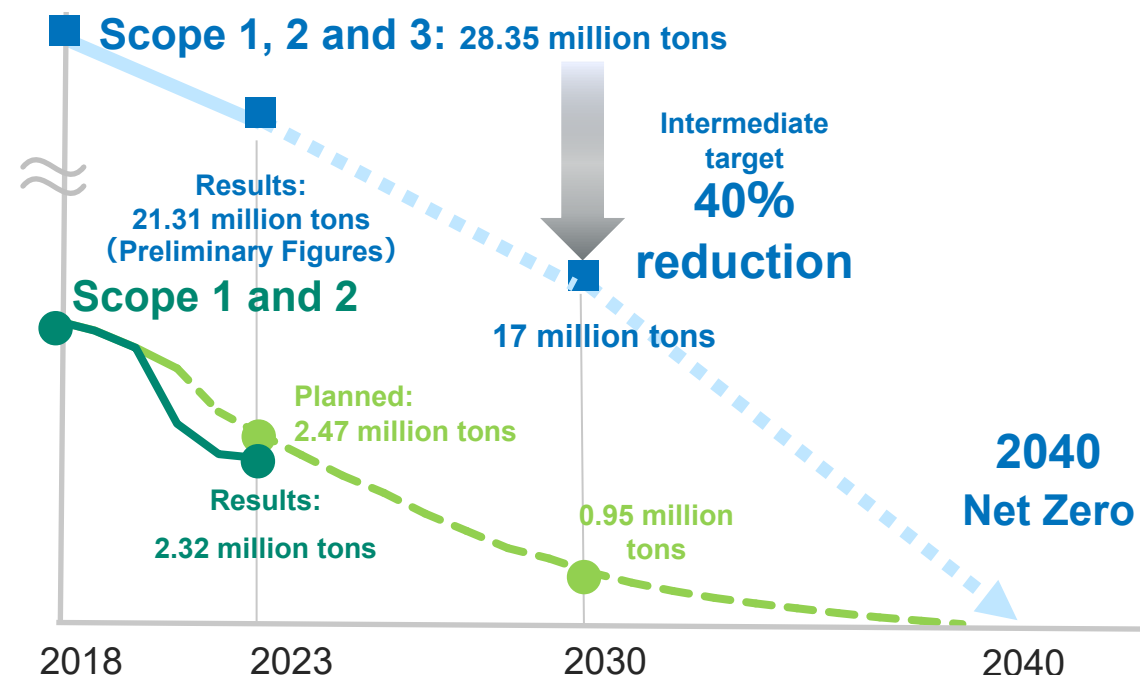 Scope 1, 2 and 3: 28.35 million tons
Intermediate
target
40%
reduction
Results:
21.31 million tons
（Preliminary Figures）
Scope 1 and 2
17 million tons
Planned:
2.47 million tons
2040
Net Zero
Results:
2.32 million tons
0.95 million
tons
2018 2023 2030 2040